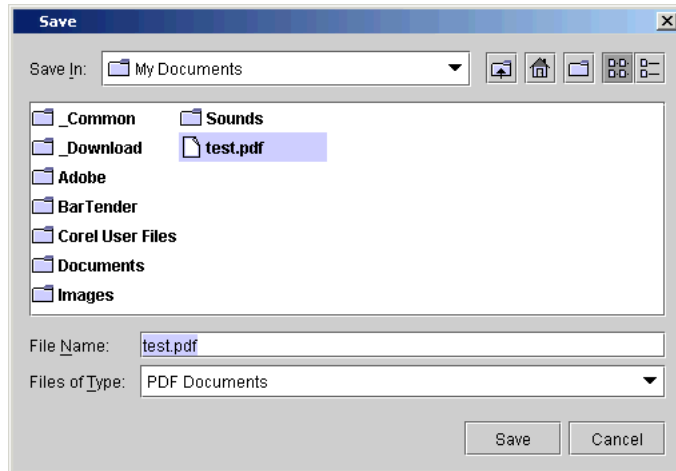 Save
Save In: My Documents
_Common
_Download
Adobe
BarTender
Corel User Files
Documents
Images
Sounds
test.pdf
File Name: test.pdf
Files of Type: PDF Documents
Save Cancel